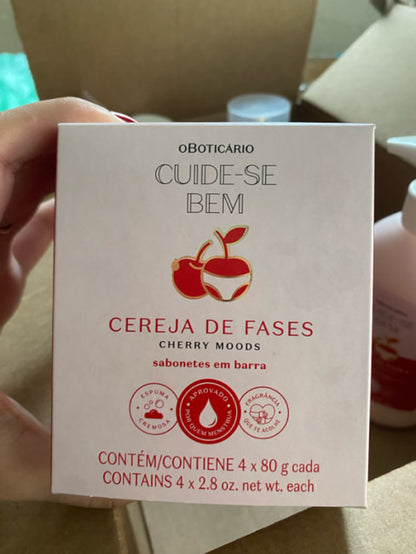 oBOTICÁRIO
CUIDE-SE
BEM
CEREJA DE FASES
CHERRY MOODS
sabonetes em barra
ESPUMA
CREMOSA
APROVADO
POR QUEM MENSTRUA
FRAGRÂNCIA
QUE TE ACOLHE
CONTÉM/CONTIENE 4 x 80 g cada
CONTAINS 4 x 2.8 oz. net wt. each